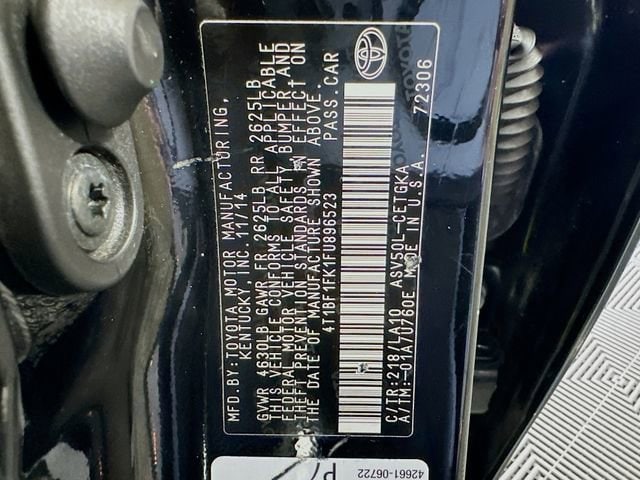 MFD. BY: TOYOTA MOTOR MANUFACTURING,
KENTUCKY, INC. 11/14
GVWR 4630LB GAWR FR 2625LB RR 2625LB
THIS VEHICLE CONFORMS TO ALL APPLICABLE
FEDERAL MOTOR VEHICLE SAFETY, BUMPER, AND
THEFT PREVENTION STANDARDS IN EFFECT ON
THE DATE OF MANUFACTURE SHOWN ABOVE.
4T1BF1FK1FU896523 PASS. CAR
C/TR:218/LA10 ASV50L-CETGKA
A/TM:-01A/U760E MADE IN U.S.A. 72306
42661-06722